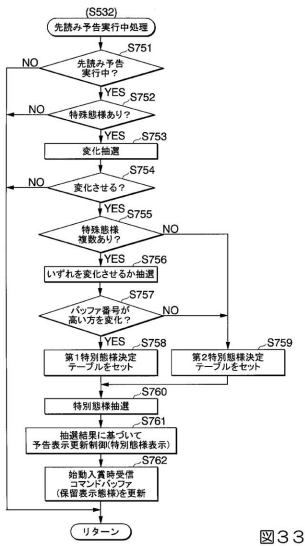 (S532)
先読み予告実行中処理
S751
NO
先読み予告
実行中?
YES
S752
NO
特殊態様あり?
YES
S753
変化抽選
S754
NO
変化させる?
YES
S755
特殊態様
複数あり?
NO
YES
S756
いずれを変化させるか抽選
S757
バッファ番号が
高い方を変化?
NO
YES
S758
第1特別態様決定
テーブルをセット
S759
第2特別態様決定
テーブルをセット
S760
特別態様抽選
S761
抽選結果に基づいて
予告表示更新制御(特別態様表示)
S762
始動入賞時受信
コマンドバッファ
(保留表示態様)を更新
リターン
図33